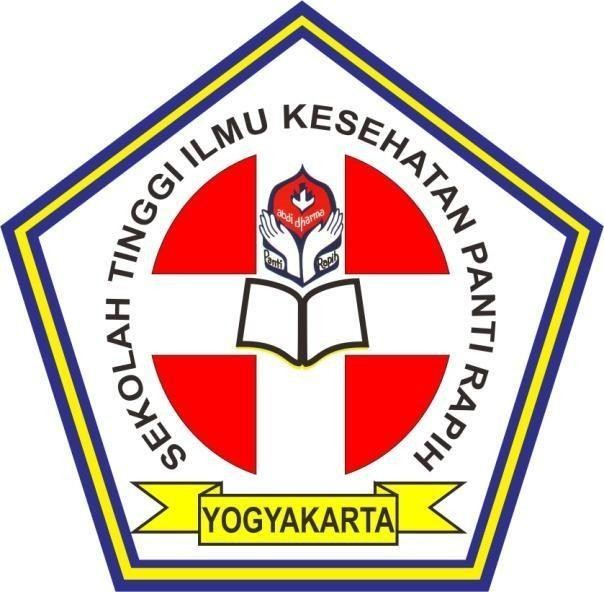 SEKOLAH TINGGI ILMU KESEHATAN PANTI RAPIH
abdi dharma
Panti Rapih
YOGYAKARTA